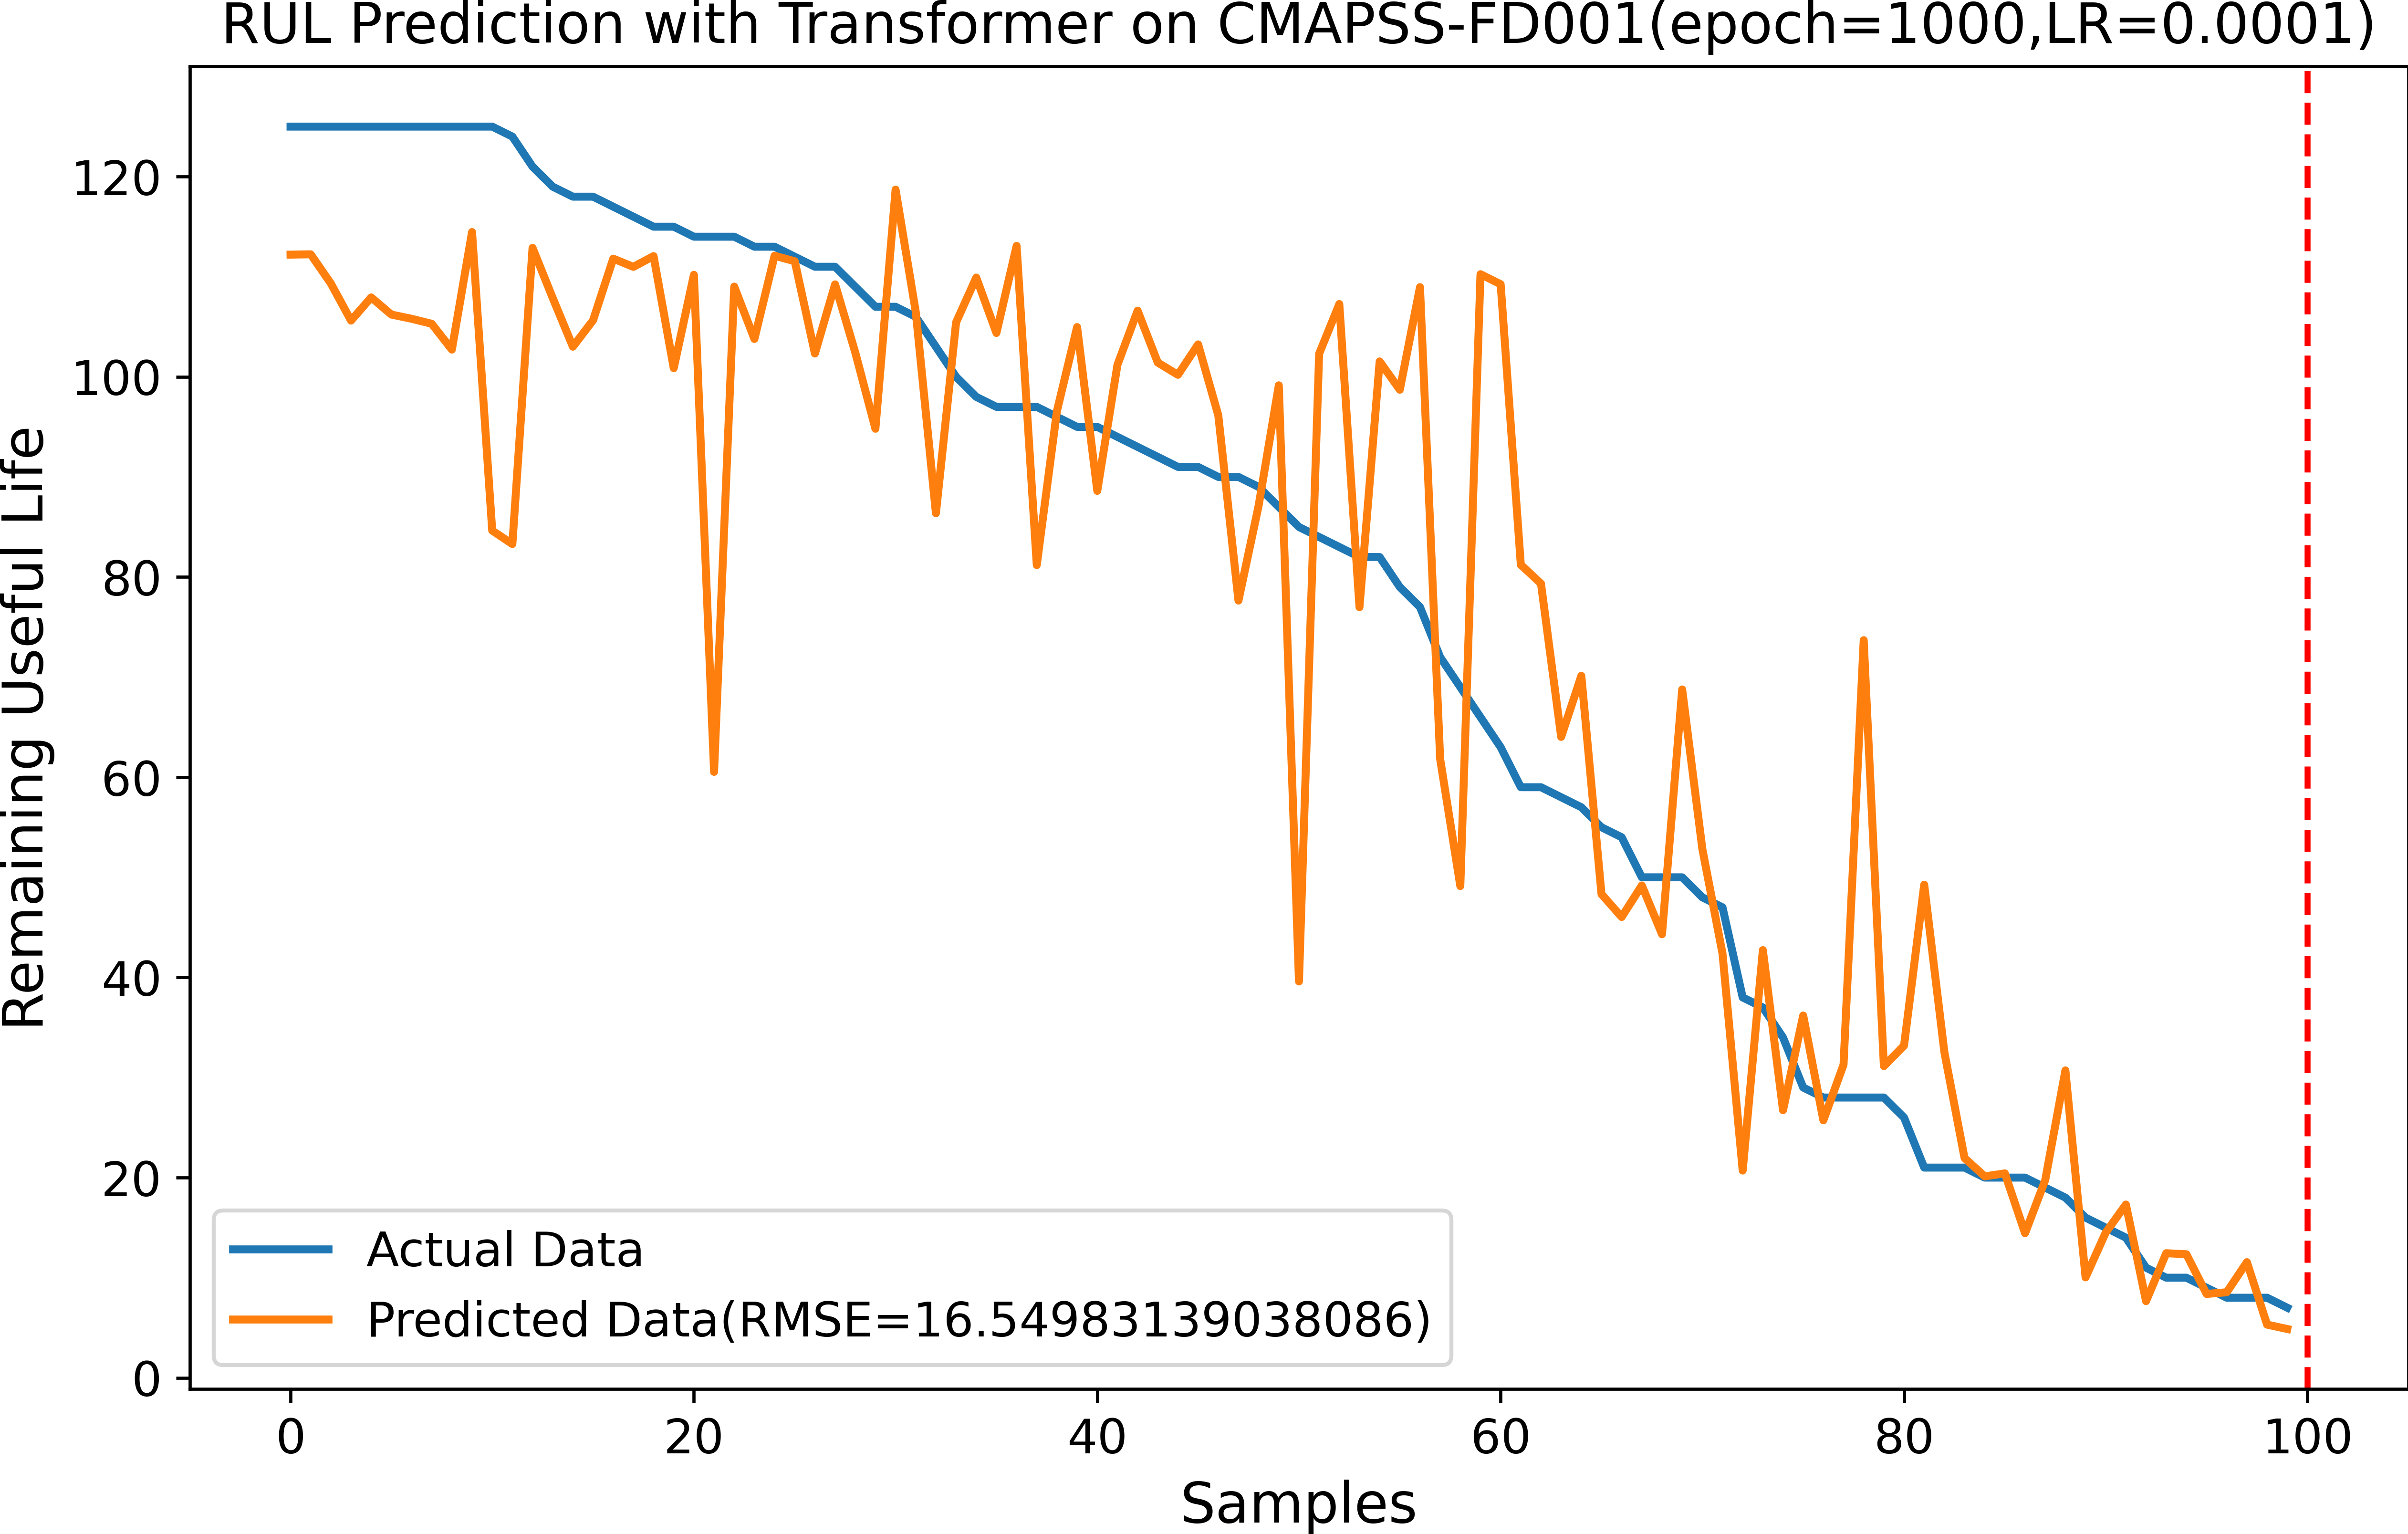 RUL Prediction with Transformer on CMAPSS-FD001(epoch=1000,LR=0.0001)
Remaining Useful Life
120
100
80
60
40
20
0
Actual Data
Predicted Data(RMSE=16.54983139038086)
0 20 40 60 80 100
Samples